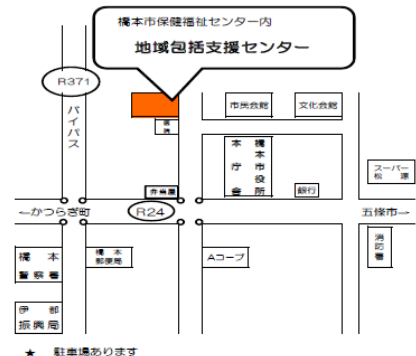 橋本市保健福祉センター内
地域包括支援センター
R371
バイパス
市民会館
文化会館
橋本市役所
本庁舎
銀行
スーパー
松源
弁当屋
←かつらぎ町
R24
五條市→
橋本
警察署
橋本
郵便局
Aコープ
消防署
伊都
振興局
★ 駐車場あります